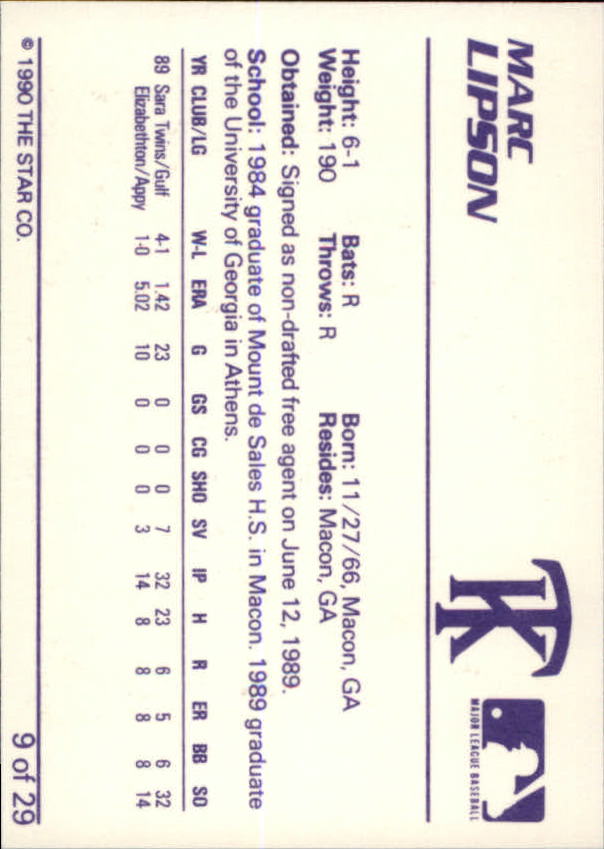 MARC
LIPSON
TK
MAJOR LEAGUE BASEBALL
Height: 6-1 Bats: R Born: 11/27/66, Macon, GA
Weight: 190 Throws: R Resides: Macon, GA
Obtained: Signed as non-drafted free agent on June 12, 1989.
School: 1984 graduate of Mount de Sales H.S. in Macon. 1989 graduate
of the University of Georgia in Athens.
YR CLUB/LG W-L ERA G GS CG SHO SV IP H R ER BB SO
89 Sara Twins/Gulf 4-1 1.42 23 0 0 0 7 32 23 6 5 6 32
Elizabethton/Appy 1-0 5.02 10 0 0 0 3 14 8 8 8 8 14
© 1990 THE STAR CO. 9 of 29